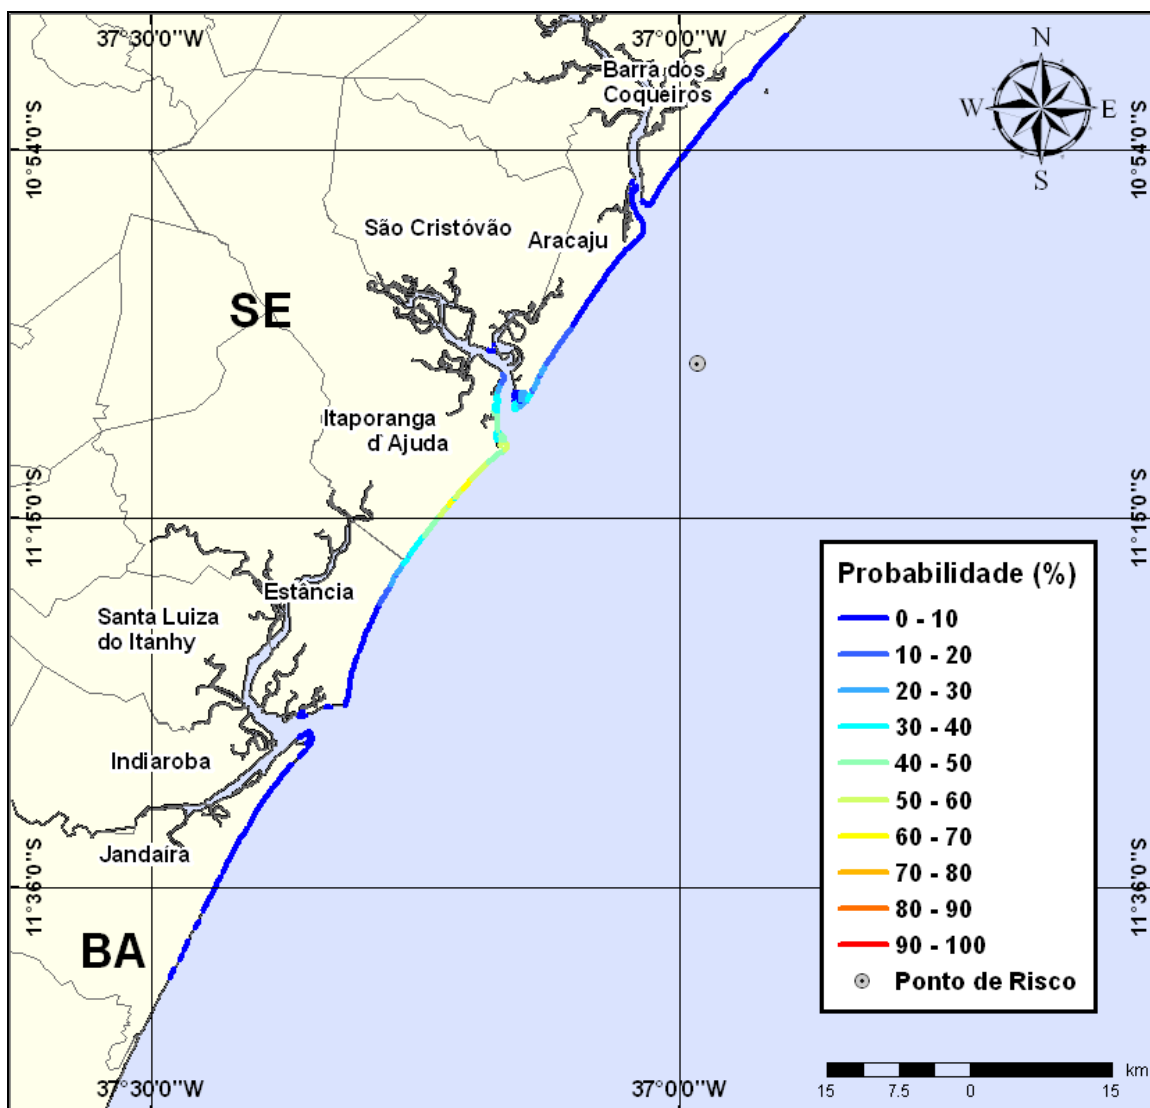 37°30'0"W
37°0'0"W
N
W
E
S
Barra dos
Coqueiros
10°54'0"S
10°54'0"S
São Cristóvão
Aracaju
SE
Itaporanga
d`Ajuda
11°15'0"S
11°15'0"S
Estância
Santa Luiza
do Itanhy
Indiaroba
Jandaíra
11°36'0"S
11°36'0"S
BA
Probabilidade (%)
0 - 10
10 - 20
20 - 30
30 - 40
40 - 50
50 - 60
60 - 70
70 - 80
80 - 90
90 - 100
Ponto de Risco
km
15 7.5 0 15
37°30'0"W
37°0'0"W